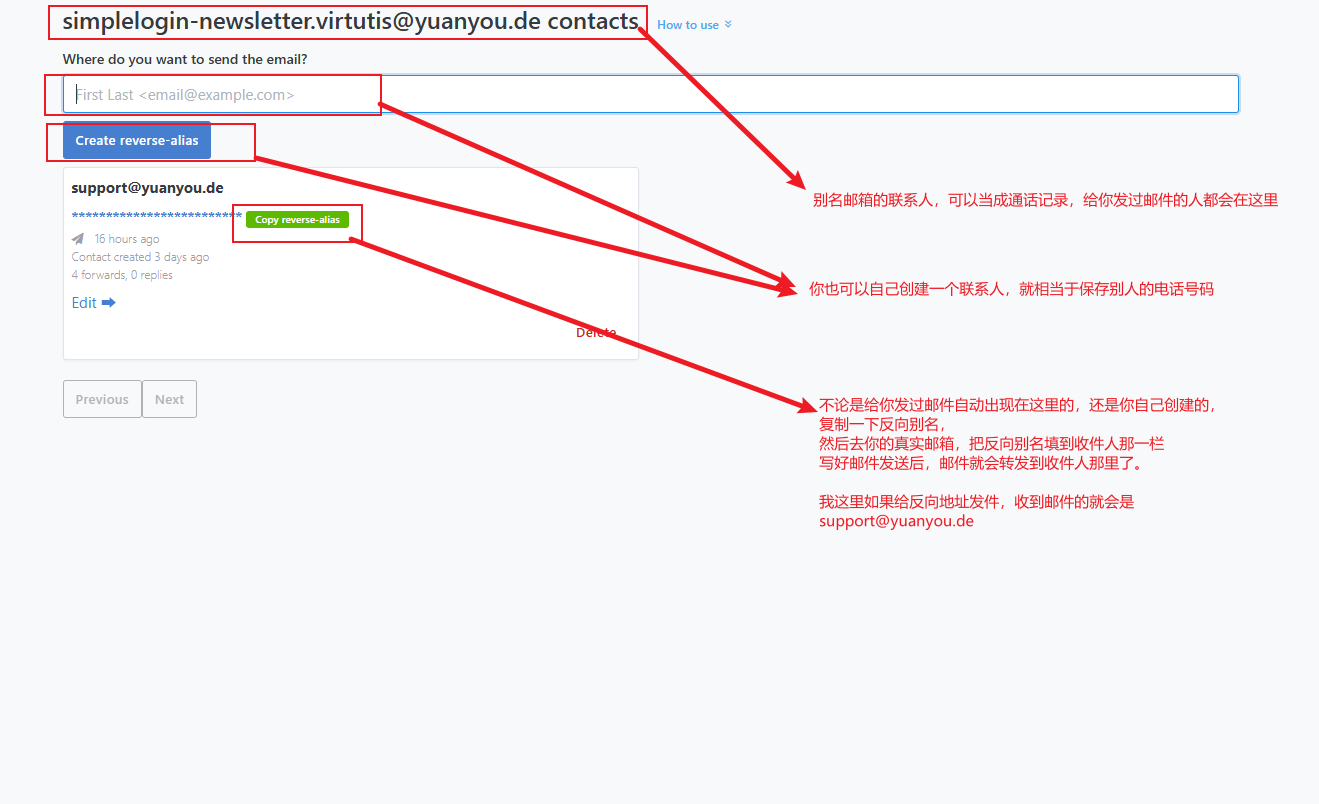 simplelogin-newsletter.virtutis@yuanyou.de contacts
How to use
Where do you want to send the email?
First Last <email@example.com>
Create reverse-alias
support@yuanyou.de
*************************
Copy reverse-alias
16 hours ago
Contact created 3 days ago
4 forwards, 0 replies
Edit
Delete
Previous
Next
别名邮箱的联系人，可以当成通话记录，给你发过邮件的人都会在这里
你也可以自己创建一个联系人，就相当于保存别人的电话号码
不论是给你发过邮件自动出现在这里的，还是你自己创建的，
复制一下反向别名，
然后去你的真实邮箱，把反向别名填到收件人那一栏
写好邮件发送后，邮件就会转发到收件人那里了。
我这里如果给反向地址发件，收到邮件的就会是
support@yuanyou.de